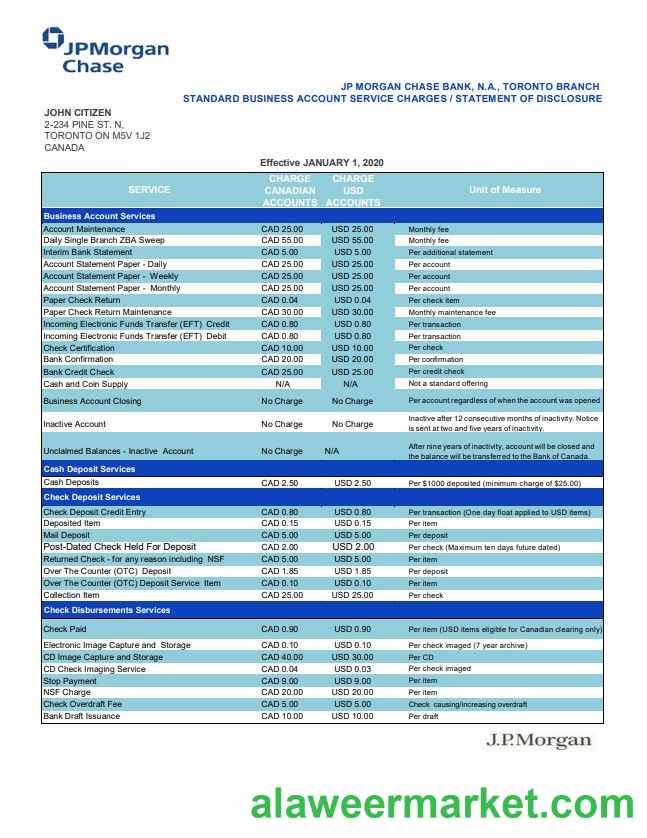 JPMorgan
Chase
JP MORGAN CHASE BANK, N.A., TORONTO BRANCH
STANDARD BUSINESS ACCOUNT SERVICE CHARGES / STATEMENT OF DISCLOSURE
JOHN CITIZEN
2-234 PINE ST. N,
TORONTO ON M5V 1J2
CANADA
Effective JANUARY 1, 2020
SERVICE CHARGE CANADIAN ACCOUNTS CHARGE USD ACCOUNTS Unit of Measure
Business Account Services
Account Maintenance CAD 25.00 USD 25.00 Monthly fee
Daily Single Branch ZBA Sweep CAD 55.00 USD 55.00 Monthly fee
Interim Bank Statement CAD 5.00 USD 5.00 Per additional statement
Account Statement Paper - Daily CAD 25.00 USD 25.00 Per account
Account Statement Paper - Weekly CAD 25.00 USD 25.00 Per account
Account Statement Paper - Monthly CAD 25.00 USD 25.00 Per account
Paper Check Return CAD 0.04 USD 0.04 Per check item
Paper Check Return Maintenance CAD 30.00 USD 30.00 Monthly maintenance fee
Incoming Electronic Funds Transfer (EFT) Credit CAD 0.80 USD 0.80 Per transaction
Incoming Electronic Funds Transfer (EFT) Debit CAD 0.80 USD 0.80 Per transaction
Check Certification CAD 10.00 USD 10.00 Per check
Bank Confirmation CAD 20.00 USD 20.00 Per confirmation
Bank Credit Check CAD 25.00 USD 25.00 Per credit check
Cash and Coin Supply N/A N/A Not a standard offering
Business Account Closing No Charge No Charge Per account regardless of when the account was opened
Inactive Account No Charge No Charge Inactive after 12 consecutive months of inactivity. Notice
is sent at two and five years of inactivity.
Unclaimed Balances - Inactive Account No Charge N/A After nine years of inactivity, account will be closed and
the balance will be transferred to the Bank of Canada.
Cash Deposit Services
Cash Deposits CAD 2.50 USD 2.50 Per $1000 deposited (minimum charge of $25.00)
Check Deposit Services
Check Deposit Credit Entry CAD 0.80 USD 0.80 Per transaction (One day float applied to USD items)
Deposited Item CAD 0.15 USD 0.15 Per item
Mail Deposit CAD 5.00 USD 5.00 Per deposit
Post-Dated Check Held For Deposit CAD 2.00 USD 2.00 Per check (Maximum ten days future dated)
Returned Check - for any reason including NSF CAD 5.00 USD 5.00 Per item
Over The Counter (OTC) Deposit CAD 1.85 USD 1.85 Per deposit
Over The Counter (OTC) Deposit Service Item CAD 0.10 USD 0.10 Per item
Collection Item CAD 25.00 USD 25.00 Per check
Check Disbursements Services
Check Paid CAD 0.90 USD 0.90 Per item (USD items eligible for Canadian clearing only)
Electronic Image Capture and Storage CAD 0.10 USD 0.10 Per check imaged (7 year archive)
CD Image Capture and Storage CAD 40.00 USD 30.00 Per CD
CD Check Imaging Service CAD 0.04 USD 0.03 Per check imaged
Stop Payment CAD 9.00 USD 9.00 Per item
NSF Charge CAD 20.00 USD 20.00 Per item
Check Overdraft Fee CAD 5.00 USD 5.00 Check causing/increasing overdraft
Bank Draft Issuance CAD 10.00 USD 10.00 Per draft
J.P.Morgan
alaweermarket.com